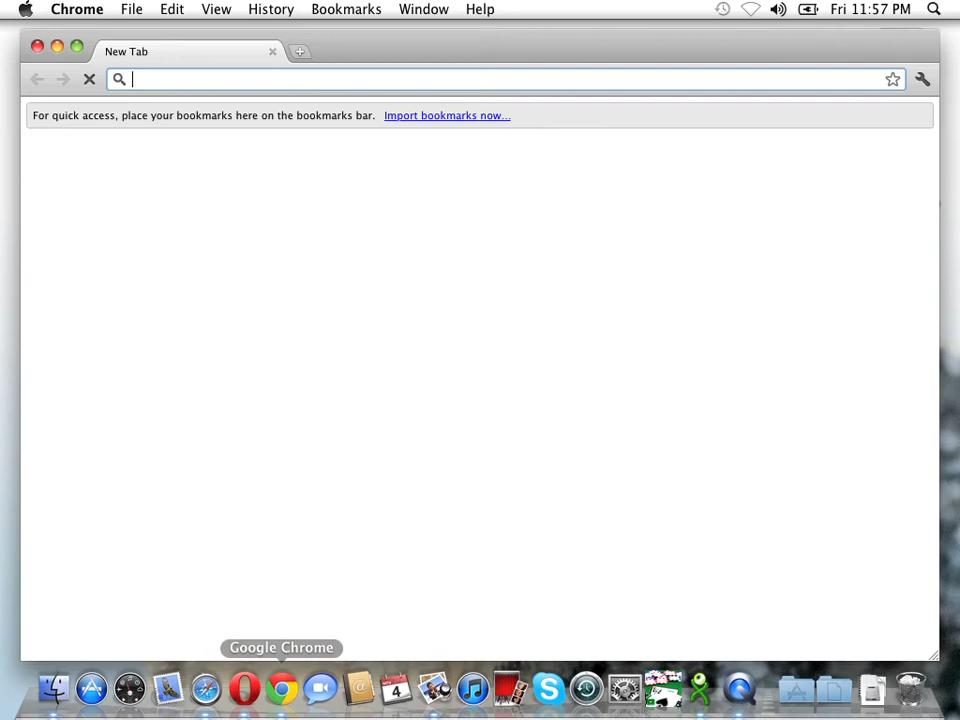 Chrome File Edit View History Bookmarks Window Help Fri 11:57 PM
New Tab
For quick access, place your bookmarks here on the bookmarks bar. Import bookmarks now...
Google Chrome
4